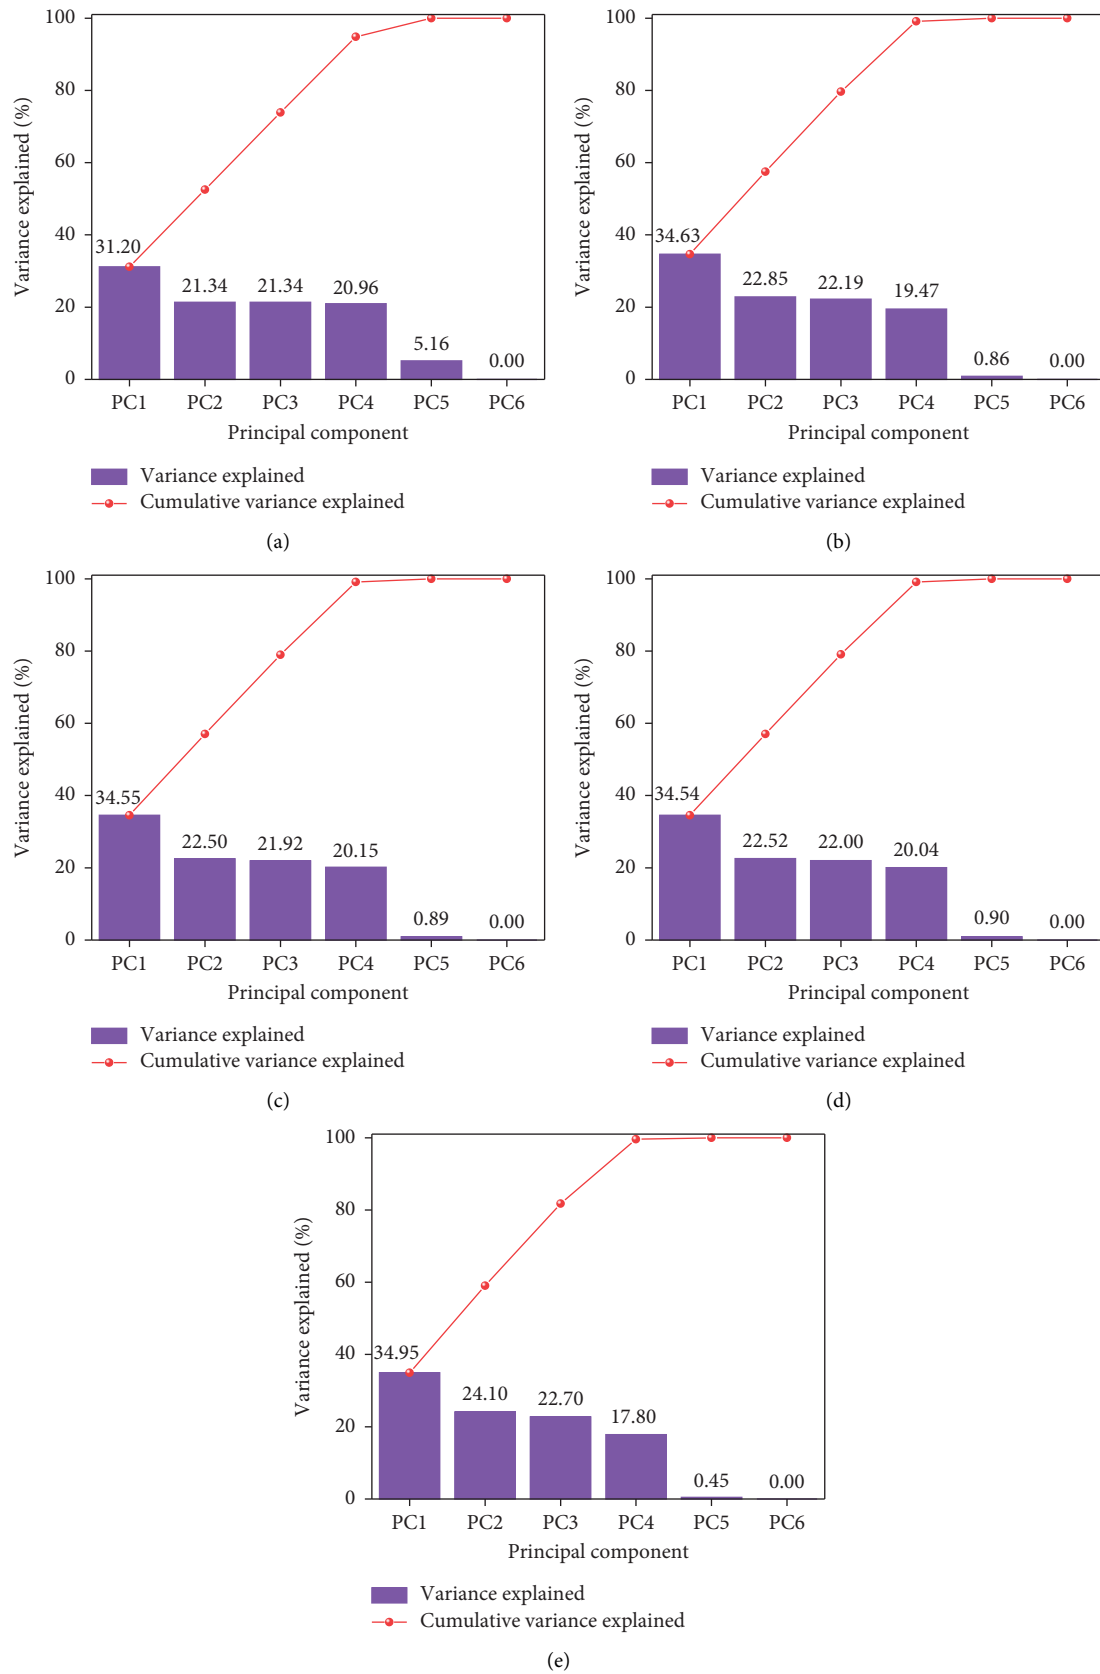 100
80
60
40
20
0
Variance explained (%)
31.20
21.34
21.34
20.96
5.16
0.00
PC1 PC2 PC3 PC4 PC5 PC6
Principal component
Variance explained
Cumulative variance explained
(a)
100
80
60
40
20
0
Variance explained (%)
34.63
22.85
22.19
19.47
0.86
0.00
PC1 PC2 PC3 PC4 PC5 PC6
Principal component
Variance explained
Cumulative variance explained
(b)
100
80
60
40
20
0
Variance explained (%)
34.55
22.50
21.92
20.15
0.89
0.00
PC1 PC2 PC3 PC4 PC5 PC6
Principal component
Variance explained
Cumulative variance explained
(c)
100
80
60
40
20
0
Variance explained (%)
34.54
22.52
22.00
20.04
0.90
0.00
PC1 PC2 PC3 PC4 PC5 PC6
Principal component
Variance explained
Cumulative variance explained
(d)
100
80
60
40
20
0
Variance explained (%)
34.95
24.10
22.70
17.80
0.45
0.00
PC1 PC2 PC3 PC4 PC5 PC6
Principal component
Variance explained
Cumulative variance explained
(e)